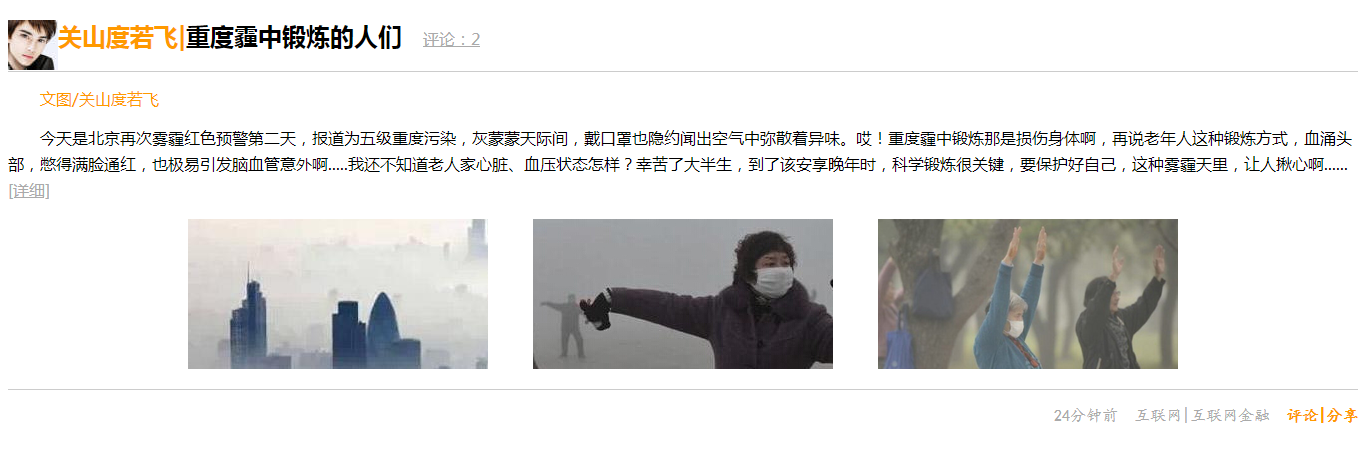 关山度若飞|重度霾中锻炼的人们 评论：2
文图/关山度若飞
今天是北京再次雾霾红色预警第二天，报道为五级重度污染，灰蒙蒙天际间，戴口罩也隐约闻出空气中弥散着异味。哎！重度霾中锻炼那是损伤身体啊，再说老年人这种锻炼方式，血涌头
部，憋得满脸通红，也极易引发脑血管意外啊.....我还不知道老人家心脏、血压状态怎样？幸苦了大半生，到了该安享晚年时，科学锻炼很关键，要保护好自己，这种雾霾天里，让人揪心啊......
[详细]
24分钟前 互联网|互联网金融 评论|分享